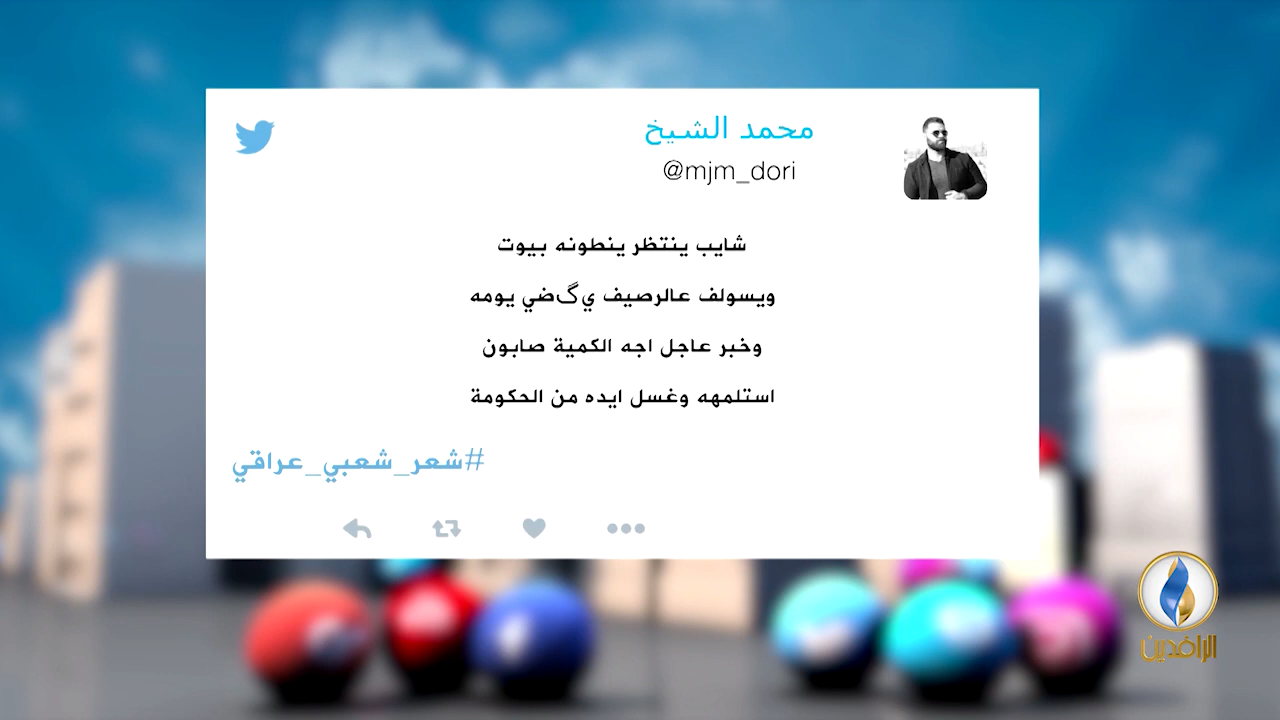 محمد الشيخ
@mjm_dori
شايب ينتظر ينطونه بيوت
ويسولف عالرصيف يگضي يومه
وخبر عاجل اجه الكمية صابون
استلمهه وغسل ايده من الحكومة
#شعر_شعبي_عراقي
الرافدين